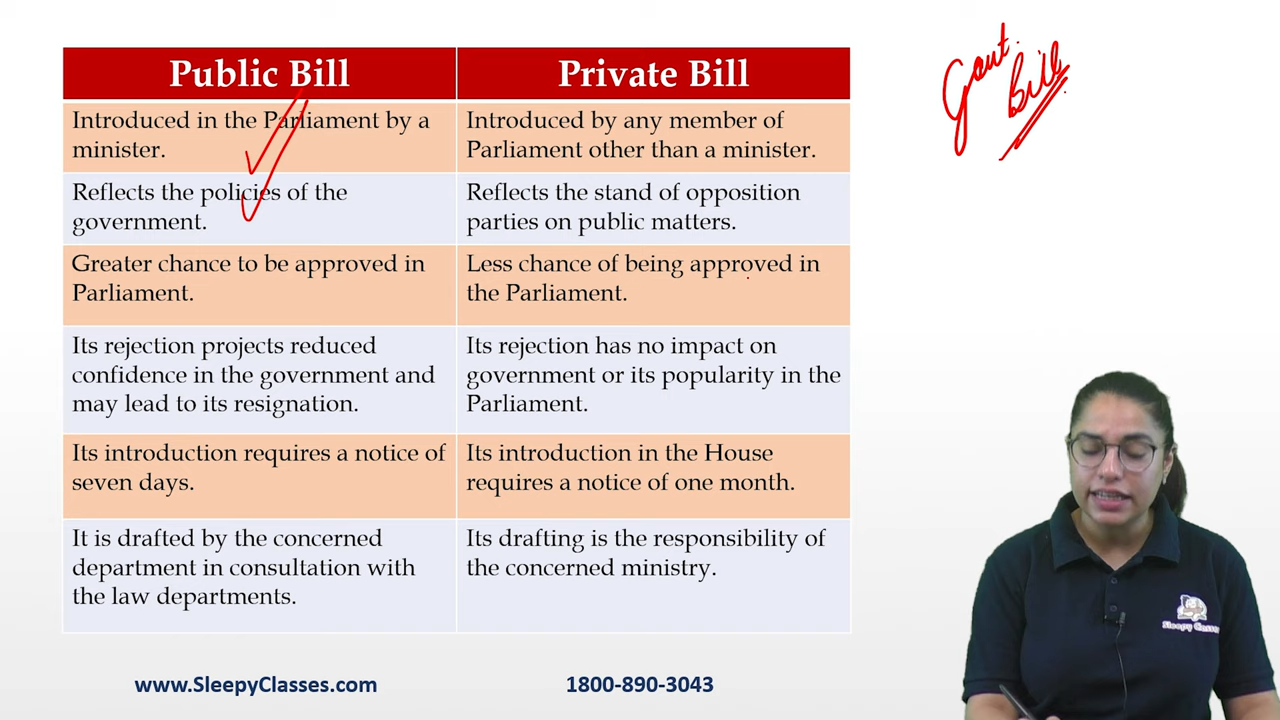 Public Bill
Private Bill
Introduced in the Parliament by a
minister.
Introduced by any member of
Parliament other than a minister.
Reflects the policies of the
government.
Reflects the stand of opposition
parties on public matters.
Greater chance to be approved in
Parliament.
Less chance of being approved in
the Parliament.
Its rejection projects reduced
confidence in the government and
may lead to its resignation.
Its rejection has no impact on
government or its popularity in the
Parliament.
Its introduction requires a notice of
seven days.
Its introduction in the House
requires a notice of one month.
It is drafted by the concerned
department in consultation with
the law departments.
Its drafting is the responsibility of
the concerned ministry.
Govt.
Bill
Sleepy Classes
www.SleepyClasses.com
1800-890-3043